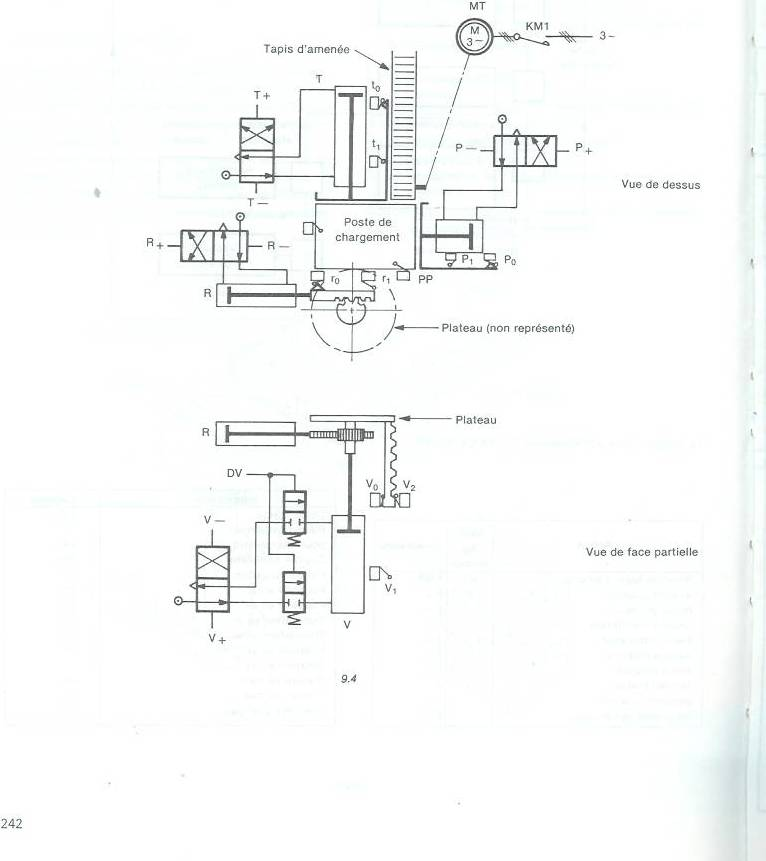 MT
M
3~
KM1
3~
Tapis d'amenée
T
t0
T+
t1
P-
P+
Vue de dessus
T-
Poste de
chargement
R+
R-
P1
P0
r0
r1
PP
R
Plateau (non représenté)
Plateau
R
DV
V0
V2
V-
Vue de face partielle
V1
V+
V
9.4
242